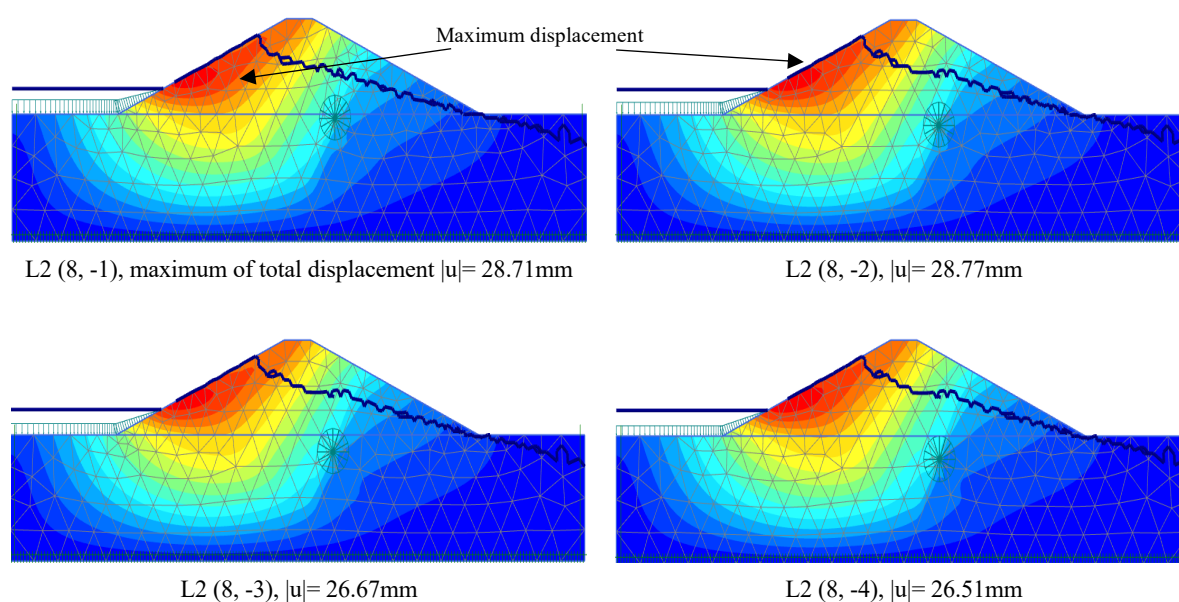 Maximum displacement
L2 (8, -1), maximum of total displacement |u|= 28.71mm
L2 (8, -2), |u|= 28.77mm
L2 (8, -3), |u|= 26.67mm
L2 (8, -4), |u|= 26.51mm